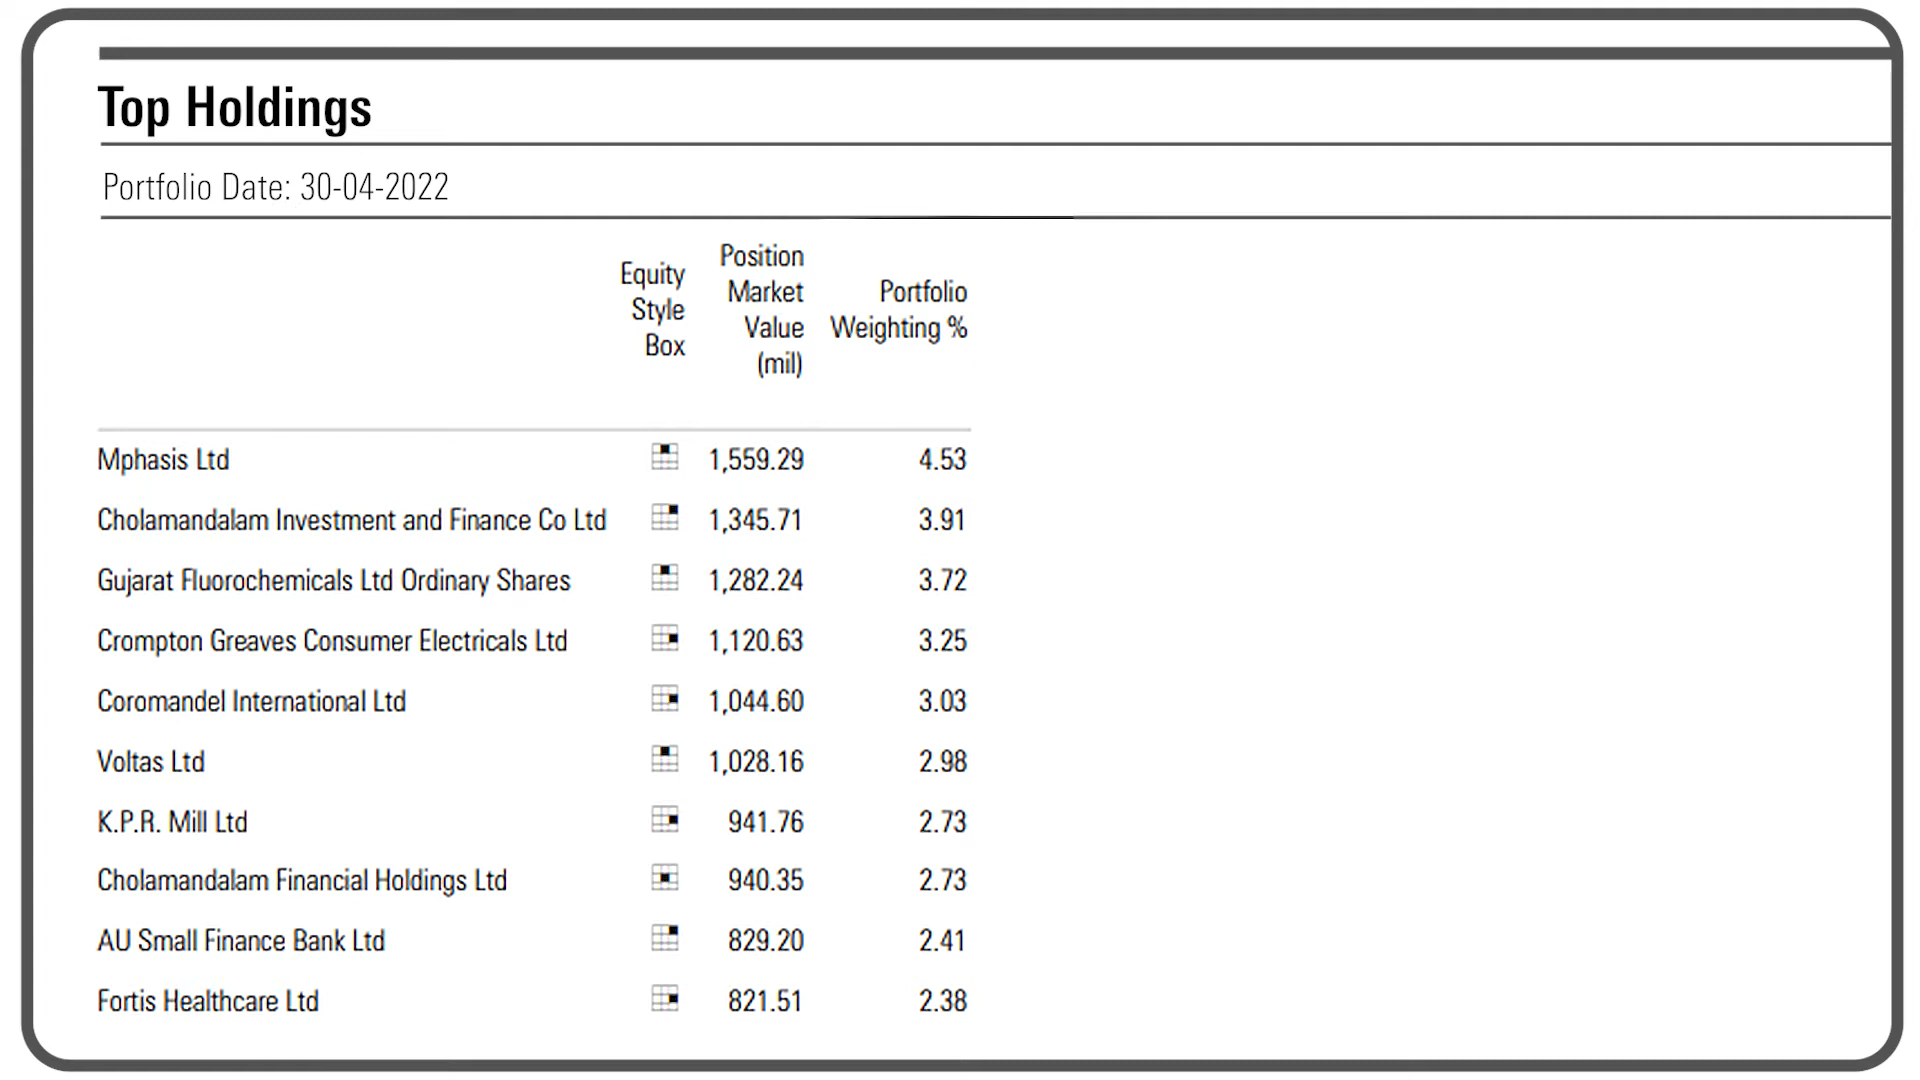 Top Holdings
Portfolio Date: 30-04-2022
Equity Style Box
Position Market Value (mil)
Portfolio Weighting %
Mphasis Ltd 1,559.29 4.53
Cholamandalam Investment and Finance Co Ltd 1,345.71 3.91
Gujarat Fluorochemicals Ltd Ordinary Shares 1,282.24 3.72
Crompton Greaves Consumer Electricals Ltd 1,120.63 3.25
Coromandel International Ltd 1,044.60 3.03
Voltas Ltd 1,028.16 2.98
K.P.R. Mill Ltd 941.76 2.73
Cholamandalam Financial Holdings Ltd 940.35 2.73
AU Small Finance Bank Ltd 829.20 2.41
Fortis Healthcare Ltd 821.51 2.38